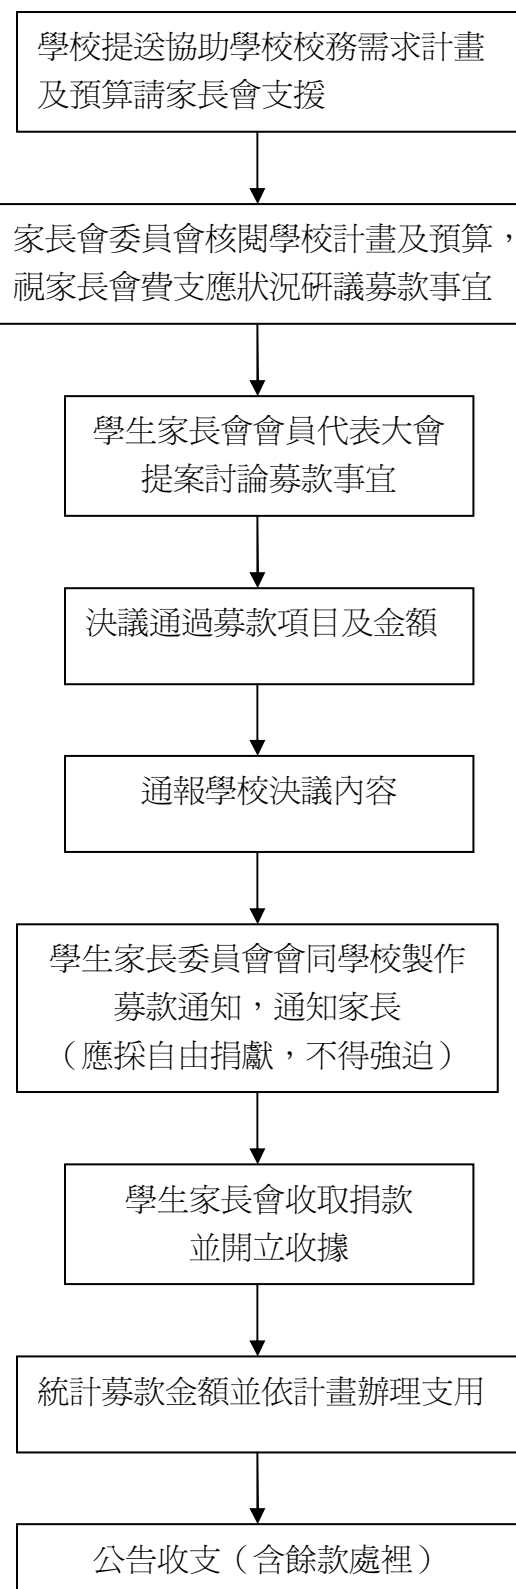 學校提送協助學校校務需求計畫
及預算請家長會支援
家長會委員會核閱學校計畫及預算，
視家長會費支應狀況研議募款事宜
學生家長會會員代表大會
提案討論募款事宜
決議通過募款項目及金額
通報學校決議內容
學生家長委員會會同學校製作
募款通知，通知家長
（應採自由捐獻，不得強迫）
學生家長會收取捐款
並開立收據
統計募款金額並依計畫辦理支用
公告收支（含餘款處裡）